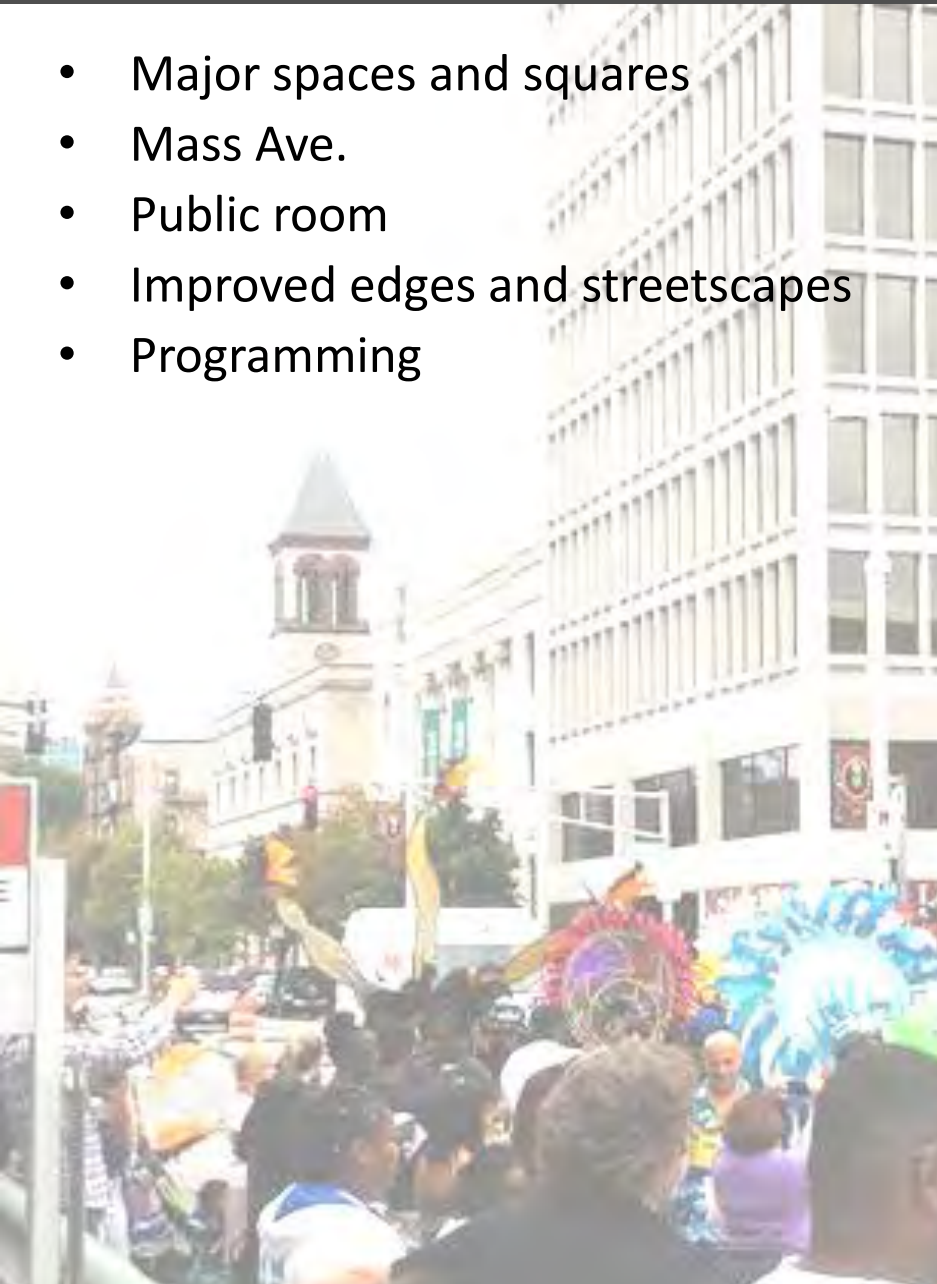 • Major spaces and squares
• Mass Ave.
• Public room
• Improved edges and streetscapes
• Programming
E